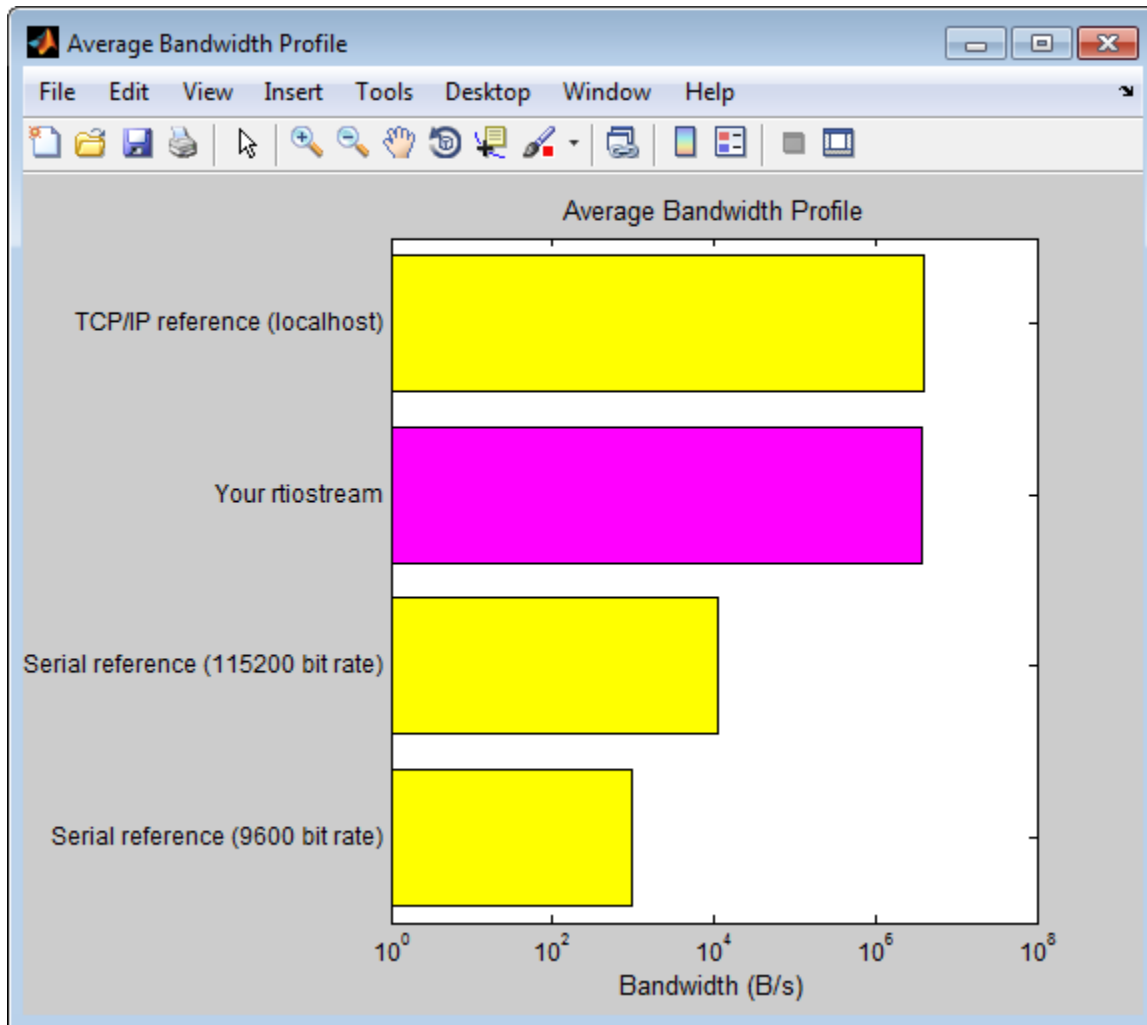 Average Bandwidth Profile
File Edit View Insert Tools Desktop Window Help
Average Bandwidth Profile
TCP/IP reference (localhost)
Your rtiostream
Serial reference (115200 bit rate)
Serial reference (9600 bit rate)
10^0 10^2 10^4 10^6 10^8
Bandwidth (B/s)